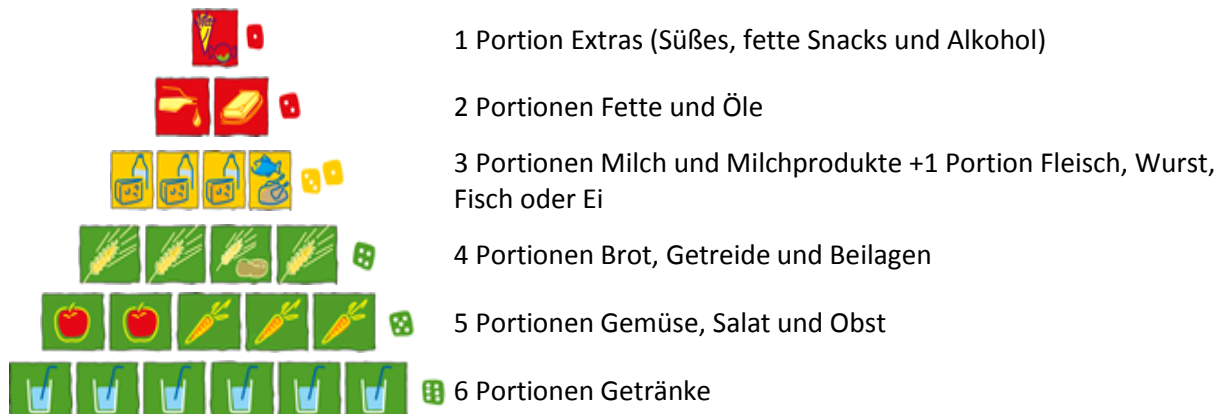 1 Portion Extras (Süßes, fette Snacks und Alkohol)
2 Portionen Fette und Öle
3 Portionen Milch und Milchprodukte +1 Portion Fleisch, Wurst,
Fisch oder Ei
4 Portionen Brot, Getreide und Beilagen
5 Portionen Gemüse, Salat und Obst
6 Portionen Getränke